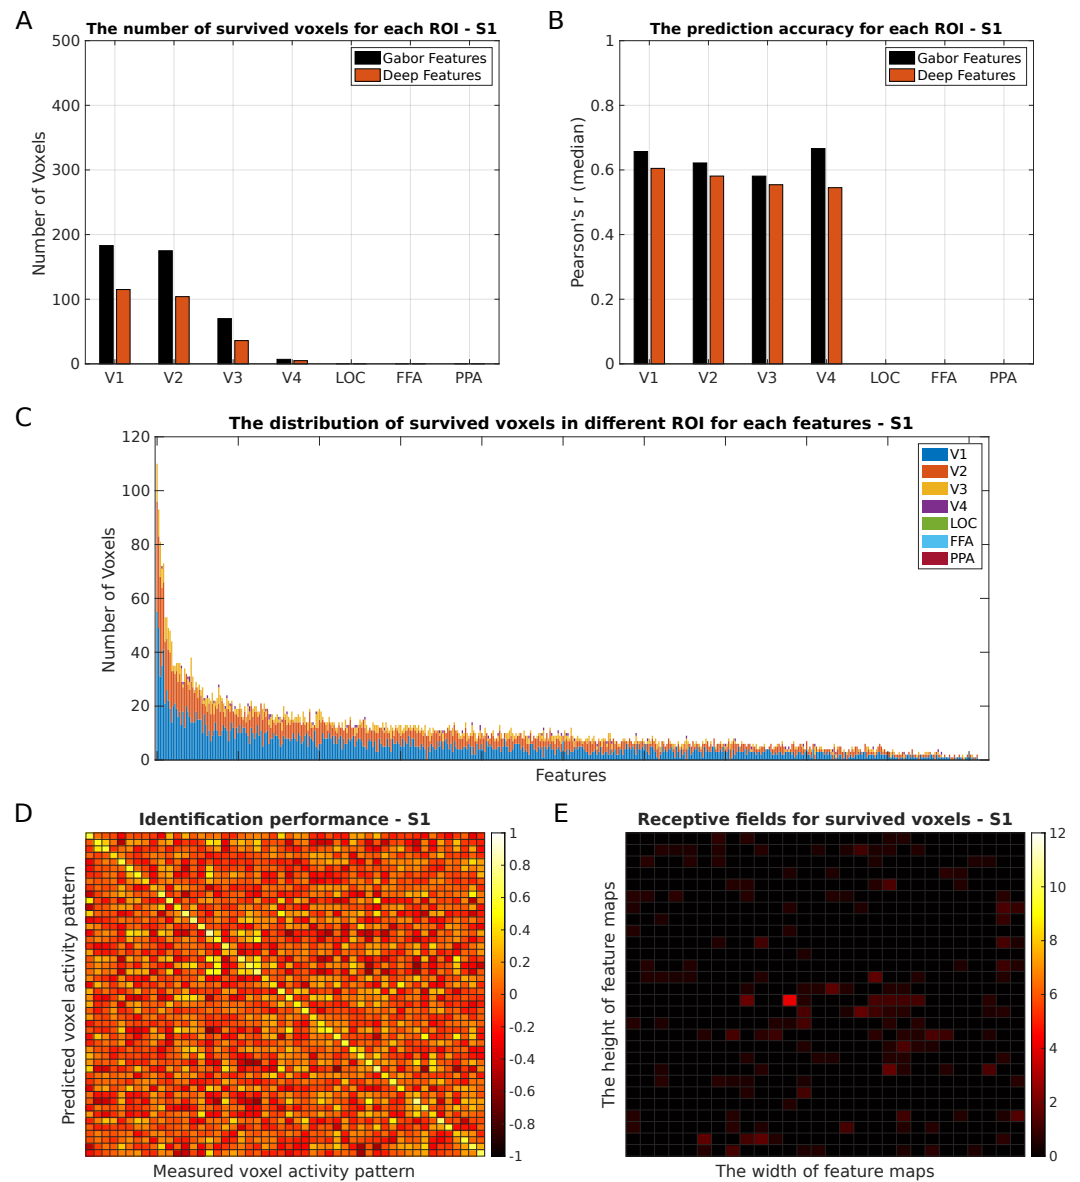 A
The number of survived voxels for each ROI - S1
500
400
300
200
100
0
Number of Voxels
Gabor Features
Deep Features
V1 V2 V3 V4 LOC FFA PPA
B
The prediction accuracy for each ROI - S1
1
0.8
0.6
0.4
0.2
0
Pearson's r (median)
Gabor Features
Deep Features
V1 V2 V3 V4 LOC FFA PPA
C
The distribution of survived voxels in different ROI for each features - S1
120
100
80
60
40
20
0
Number of Voxels
V1
V2
V3
V4
LOC
FFA
PPA
Features
D
Identification performance - S1
Predicted voxel activity pattern
Measured voxel activity pattern
1
0.8
0.6
0.4
0.2
0
-0.2
-0.4
-0.6
-0.8
-1
E
Receptive fields for survived voxels - S1
The height of feature maps
The width of feature maps
12
10
8
6
4
2
0